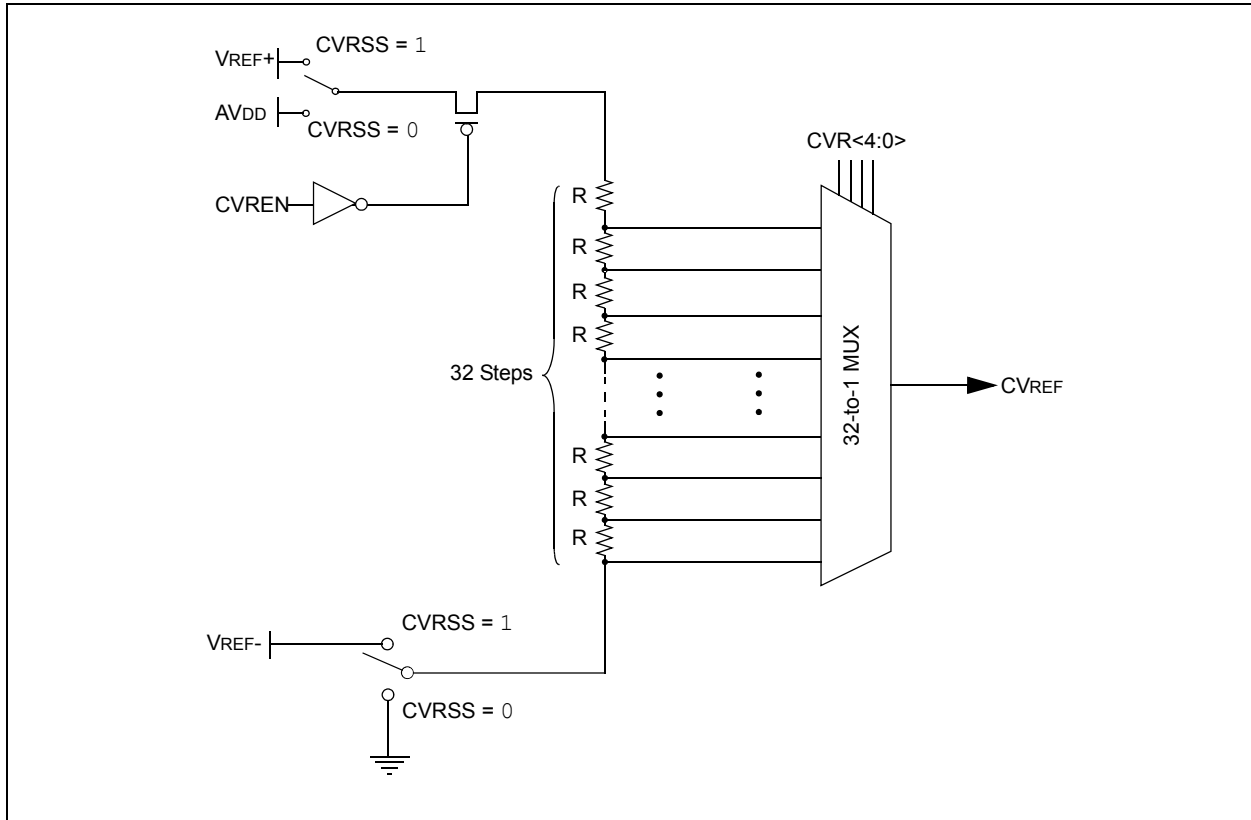 CVRSS = 1
VREF+
AVDD
CVRSS = 0
CVREN
CVR<4:0>
R
R
R
R
32 Steps
R
R
R
32-to-1 MUX
CVREF
CVRSS = 1
VREF-
CVRSS = 0